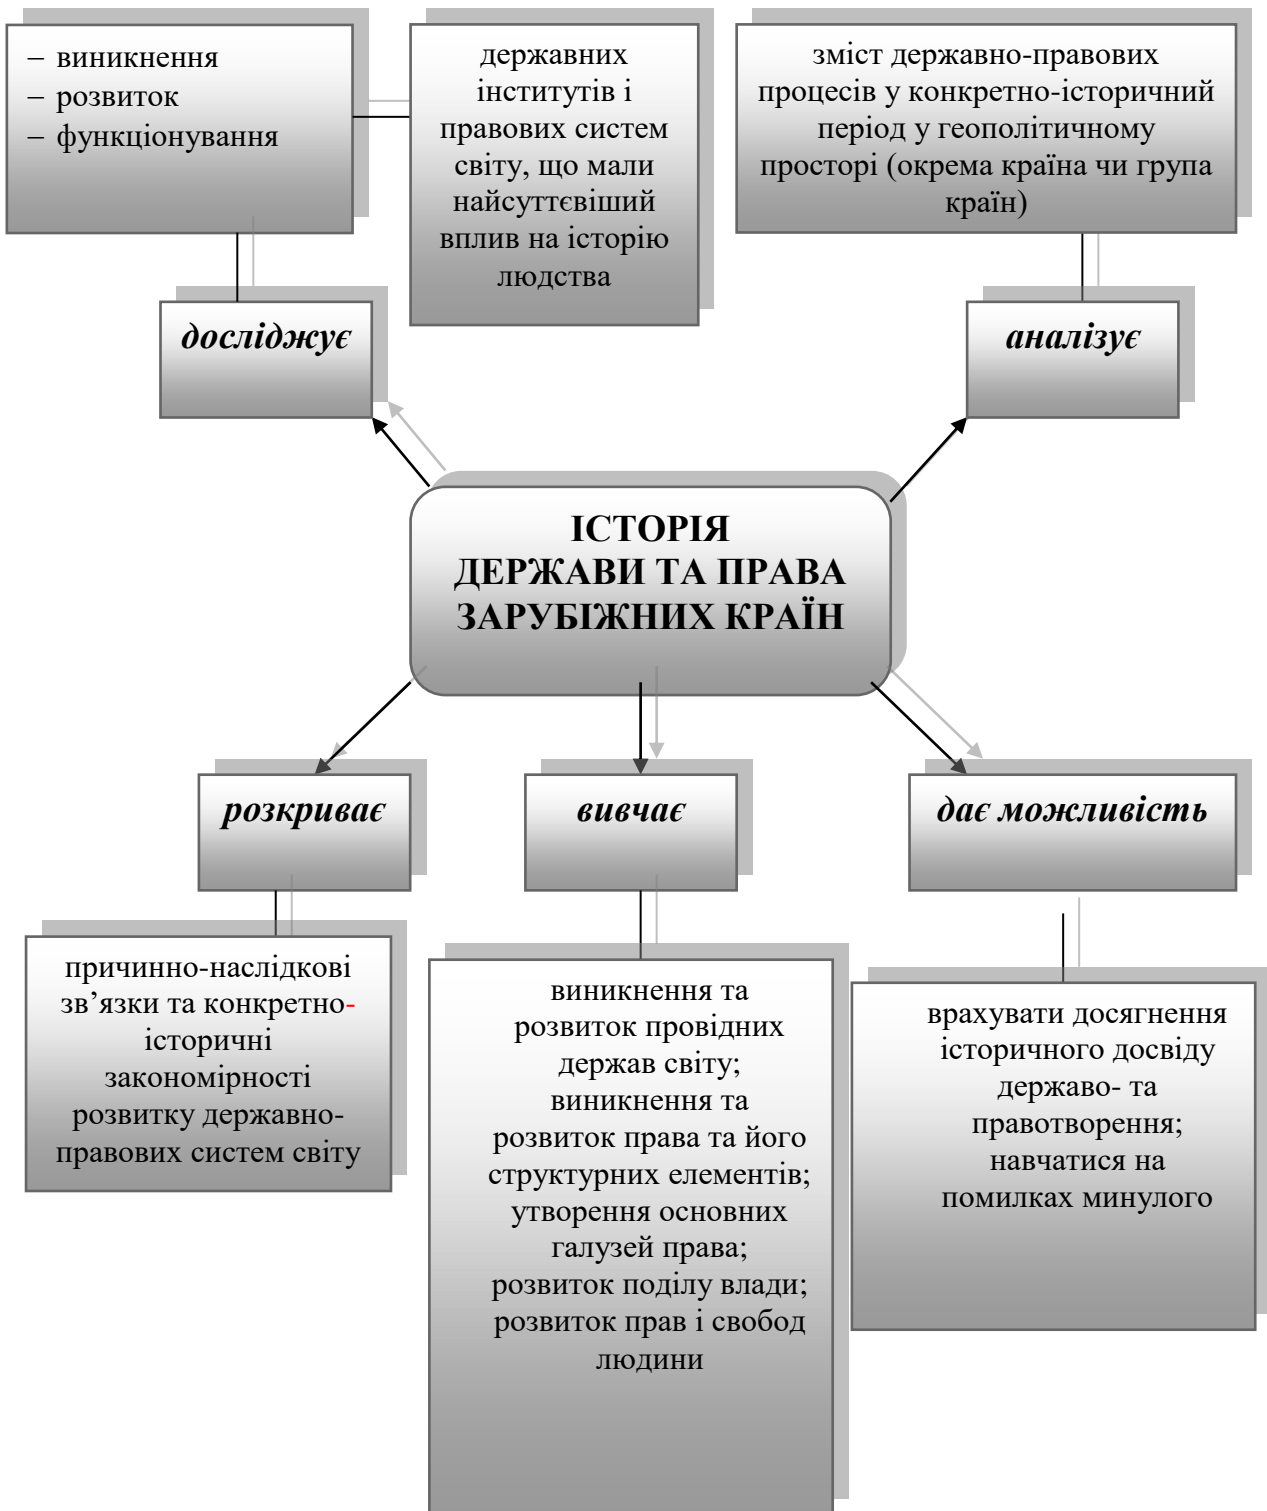 – виникнення
– розвиток
– функціонування
державних
інститутів і
правових систем
світу, що мали
найсуттєвіший
вплив на історію
людства
зміст державно-правових
процесів у конкретно-історичний
період у геополітичному
просторі (окрема країна чи група
країн)
досліджує
аналізує
ІСТОРІЯ
ДЕРЖАВИ ТА ПРАВА
ЗАРУБІЖНИХ КРАЇН
розкриває
вивчає
дає можливість
причинно-наслідкові
зв’язки та конкретно-
історичні
закономірності
розвитку державно-
правових систем світу
виникнення та
розвиток провідних
держав світу;
виникнення та
розвиток права та його
структурних елементів;
утворення основних
галузей права;
розвиток поділу влади;
розвиток прав і свобод
людини
врахувати досягнення
історичного досвіду
державо- та
правотворення;
навчатися на
помилках минулого